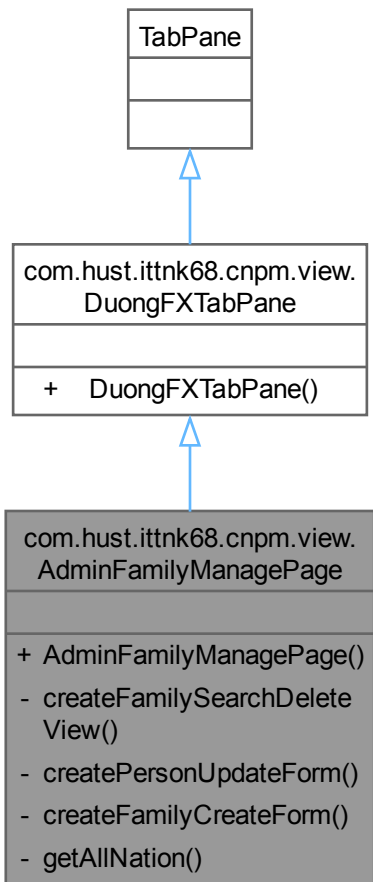 TabPane
com.hust.ittnk68.cnpm.view.
DuongFXTabPane
+ DuongFXTabPane()
com.hust.ittnk68.cnpm.view.
AdminFamilyManagePage
+ AdminFamilyManagePage()
- createFamilySearchDelete
View()
- createPersonUpdateForm()
- createFamilyCreateForm()
- getAllNation()